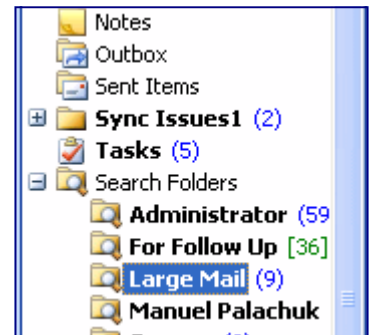 Notes
Outbox
Sent Items
Sync Issues1 (2)
Tasks (5)
Search Folders
Administrator (59
For Follow Up [36]
Large Mail (9)
Manuel Palachuk